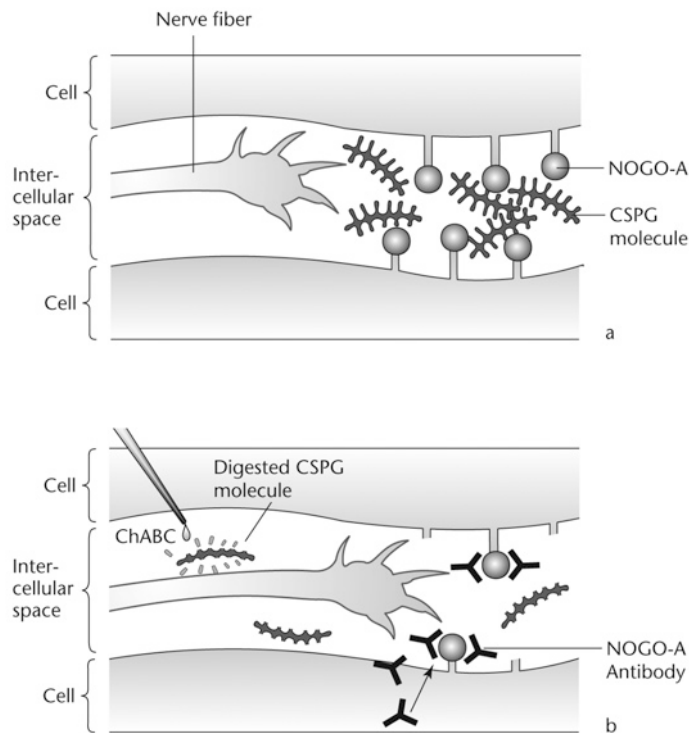 Nerve fiber
Cell
Inter-
cellular
space
NOGO-A
CSPG
molecule
Cell
a
Cell
Digested CSPG
molecule
ChABC
Inter-
cellular
space
NOGO-A
Antibody
Cell
b